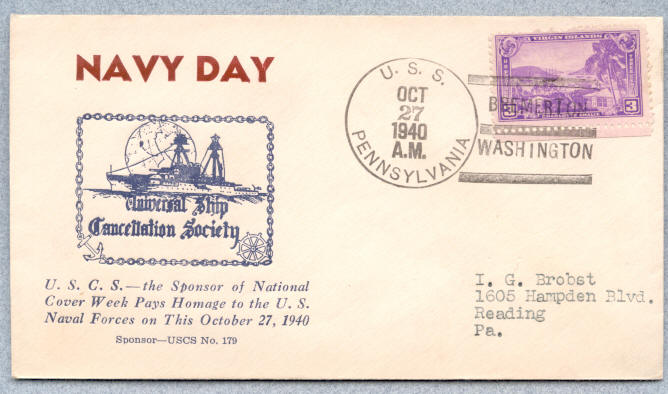 NAVY DAY
Universal Ship
Cancellation Society
U. S. C. S.—the Sponsor of National
Cover Week Pays Homage to the U. S.
Naval Forces on This October 27, 1940
Sponsor—USCS No. 179
U. S. S.
OCT
27
1940
A.M.
PENNSYLVANIA
VIRGIN ISLANDS
3 3
BREMERTON
WASHINGTON
I. G. Brobst
1605 Hampden Blvd.
Reading
Pa.